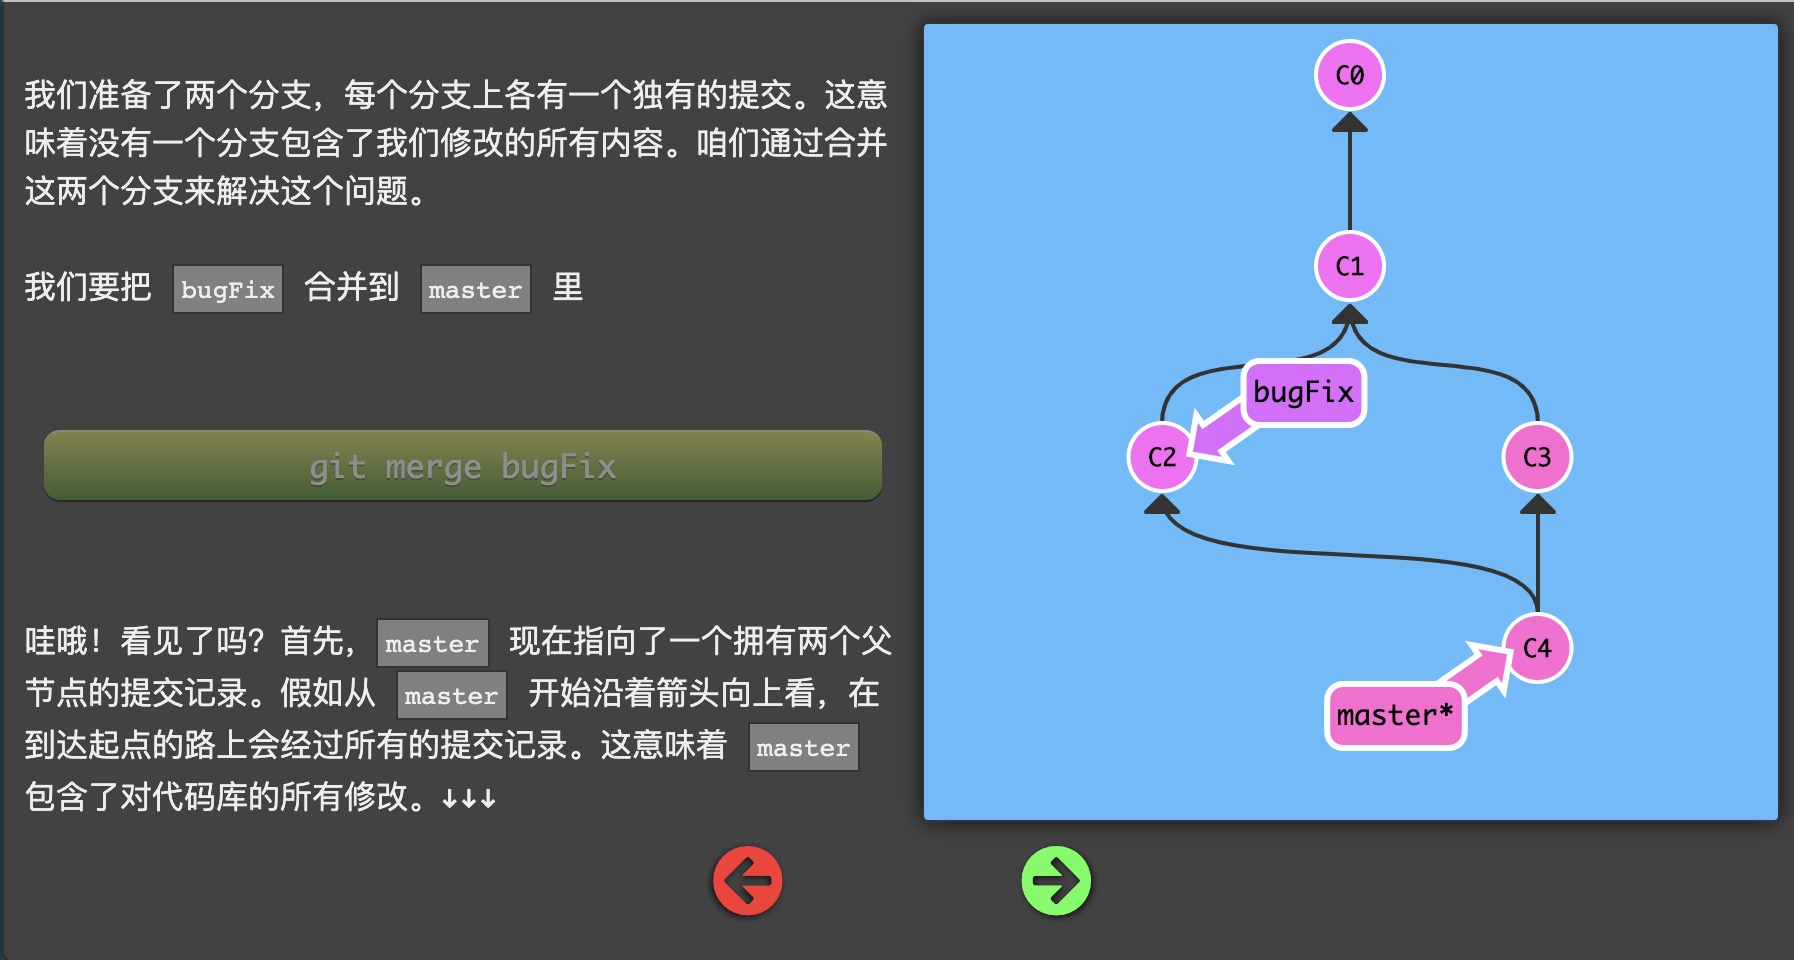 我们准备了两个分支，每个分支上各有一个独有的提交。这意
味着没有一个分支包含了我们修改的所有内容。咱们通过合并
这两个分支来解决这个问题。
我们要把 bugFix 合并到 master 里
git merge bugFix
哇哦！看见了吗？首先，master 现在指向了一个拥有两个父
节点的提交记录。假如从 master 开始沿着箭头向上看，在
到达起点的路上会经过所有的提交记录。这意味着 master
包含了对代码库的所有修改。↓↓↓
C0
C1
bugFix
C2
C3
C4
master*